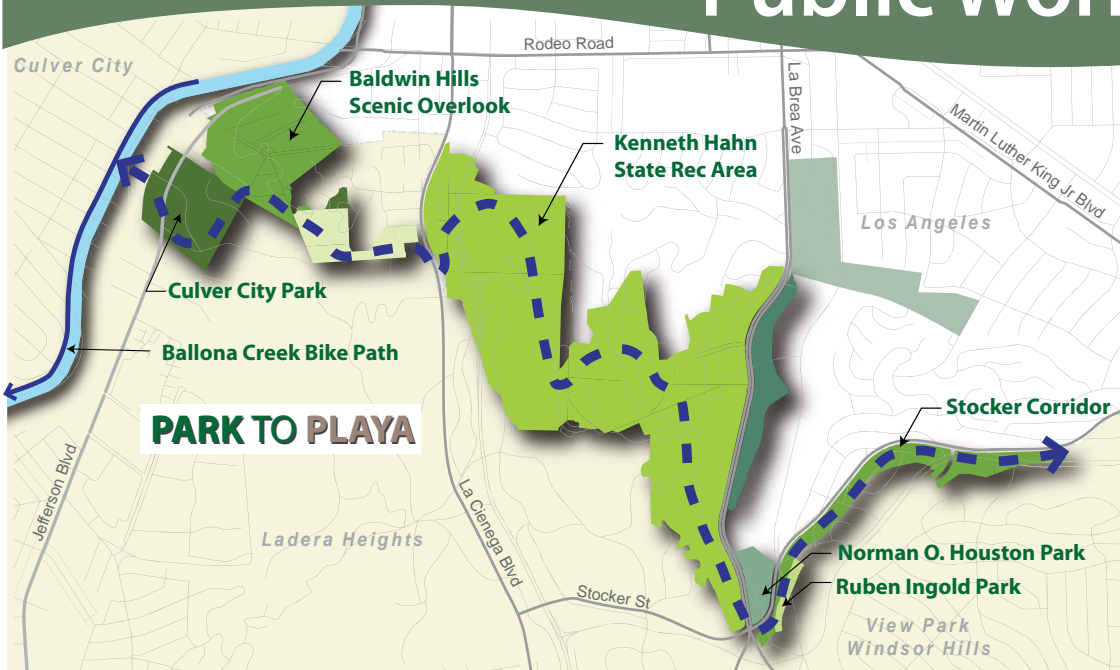 Public Wor
Rodeo Road
Culver City
Baldwin Hills
Scenic Overlook
La Brea Ave
Kenneth Hahn
State Rec Area
Martin Luther King Jr Blvd
Los Angeles
Culver City Park
Ballona Creek Bike Path
PARK TO PLAYA
Stocker Corridor
Jefferson Blvd
La Cienega Blvd
Ladera Heights
Norman O. Houston Park
Ruben Ingold Park
Stocker St
View Park
Windsor Hills